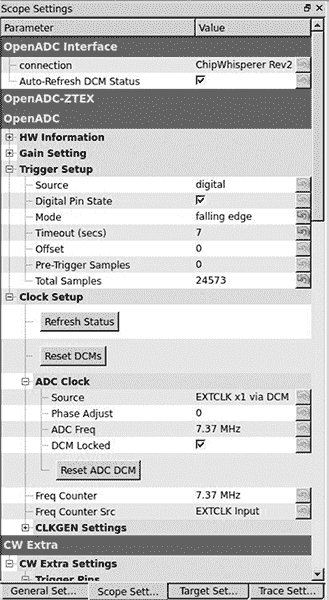 Scope Settings
Parameter Value
OpenADC Interface
connection ChipWhisperer Rev2
Auto-Refresh DCM Status
OpenADC-ZTEX
OpenADC
HW Information
Gain Setting
Trigger Setup
Source digital
Digital Pin State
Mode falling edge
Timeout (secs) 7
Offset 0
Pre-Trigger Samples 0
Total Samples 24573
Clock Setup
Refresh Status
Reset DCMs
ADC Clock
Source EXTCLK x1 via DCM
Phase Adjust 0
ADC Freq 7.37 MHz
DCM Locked
Reset ADC DCM
Freq Counter 7.37 MHz
Freq Counter Src EXTCLK Input
CLKGEN Settings
CW Extra
CW Extra Settings
Trigger Pins
General Set... Scope Sett... Target Set... Trace Sett...